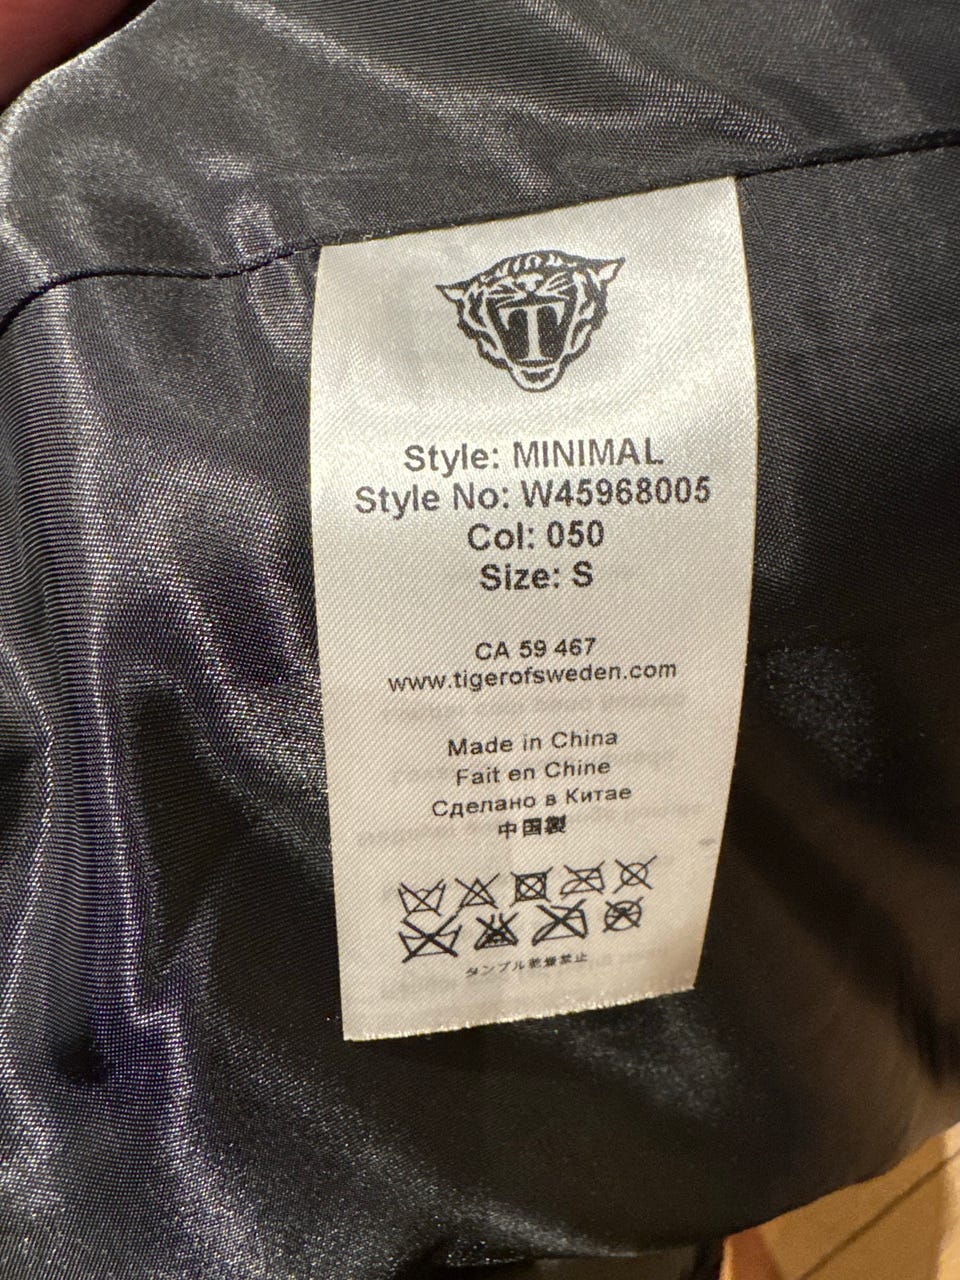 T
Style: MINIMAL
Style No: W45968005
Col: 050
Size: S
CA 59 467
www.tigerofsweden.com
Made in China
Fait en Chine
Сделано в Китае
中国製
タンブル乾燥禁止